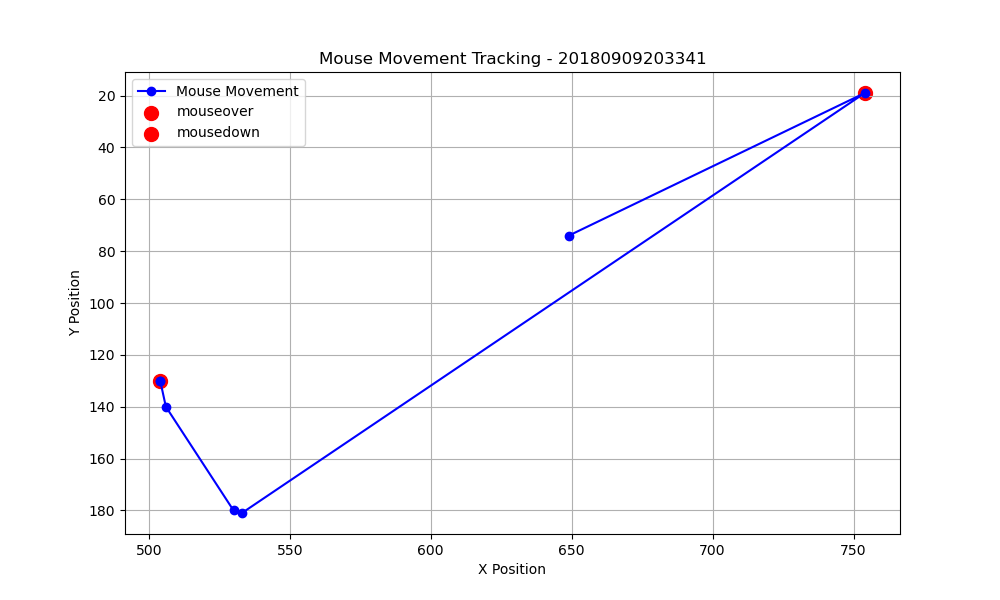 Mouse Movement Tracking - 20180909203341
Mouse Movement
mouseover
mousedown
20
40
60
80
100
120
140
160
180
Y Position
500
550
600
650
700
750
X Position